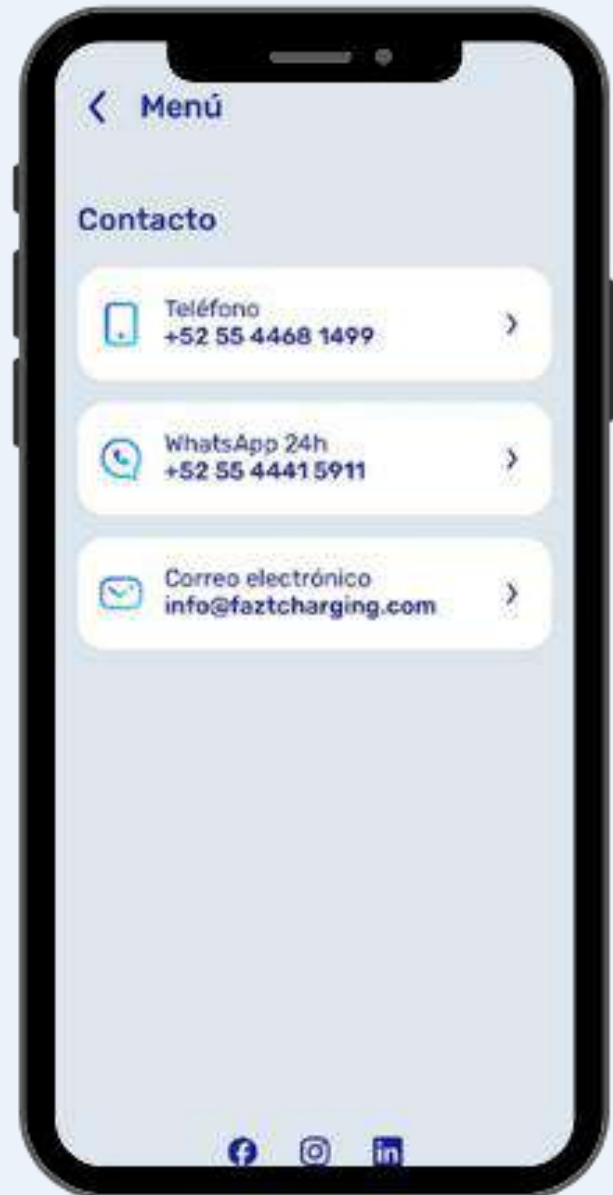 Menú
Contacto
Teléfono
+52 55 4468 1499
WhatsApp 24h
+52 55 4441 5911
Correo electrónico
info@faztcharging.com